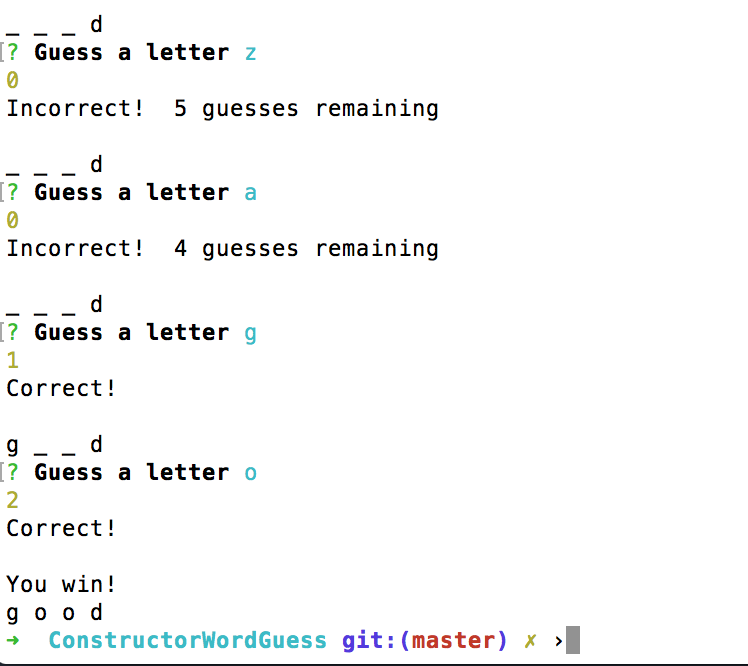 _ _ _ d
[? Guess a letter z
0
Incorrect!  5 guesses remaining
_ _ _ d
[? Guess a letter a
0
Incorrect!  4 guesses remaining
_ _ _ d
[? Guess a letter g
1
Correct!
g _ _ d
[? Guess a letter o
2
Correct!
You win!
g o o d
➜  ConstructorWordGuess git:(master) ✗ ›